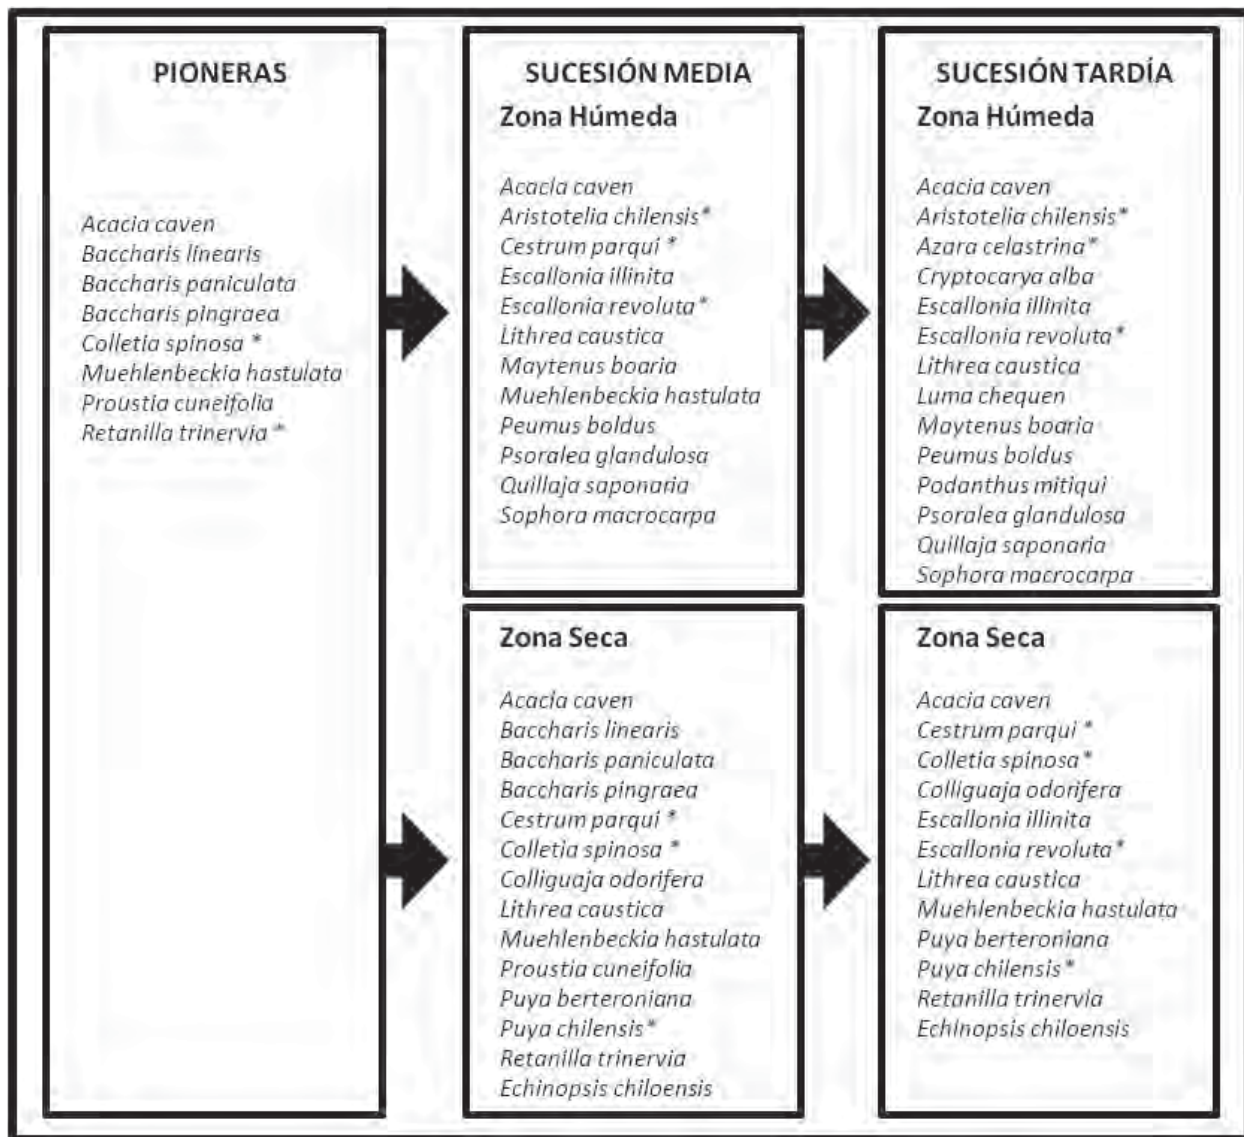 PIONERAS
Acacia caven
Baccharis linearis
Baccharis paniculata
Baccharis pingraea
Colletia spinosa *
Muehlenbeckia hastulata
Proustia cuneifolia
Retanilla trinervia *
SUCESIÓN MEDIA
Zona Húmeda
Acacia caven
Aristotelia chilensis*
Cestrum parqui *
Escallonia illinita
Escallonia revoluta*
Lithrea caustica
Maytenus boaria
Muehlenbeckia hastulata
Peumus boldus
Psoralea glandulosa
Quillaja saponaria
Sophora macrocarpa
Zona Seca
Acacia caven
Baccharis linearis
Baccharis paniculata
Baccharis pingraea
Cestrum parqui *
Colletia spinosa *
Colliguaja odorifera
Lithrea caustica
Muehlenbeckia hastulata
Proustia cuneifolia
Puya berteroniana
Puya chilensis*
Retanilla trinervia
Echinopsis chiloensis
SUCESIÓN TARDÍA
Zona Húmeda
Acacia caven
Aristotelia chilensis*
Azara celastrina*
Cryptocarya alba
Escallonia illinita
Escallonia revoluta*
Lithrea caustica
Luma chequen
Maytenus boaria
Peumus boldus
Podanthus mitiqui
Psoralea glandulosa
Quillaja saponaria
Sophora macrocarpa
Zona Seca
Acacia caven
Cestrum parqui *
Colletia spinosa*
Colliguaja odorifera
Escallonia illinita
Escallonia revoluta*
Lithrea caustica
Muehlenbeckia hastulata
Puya berteroniana
Puya chilensis*
Retanilla trinervia
Echinopsis chiloensis